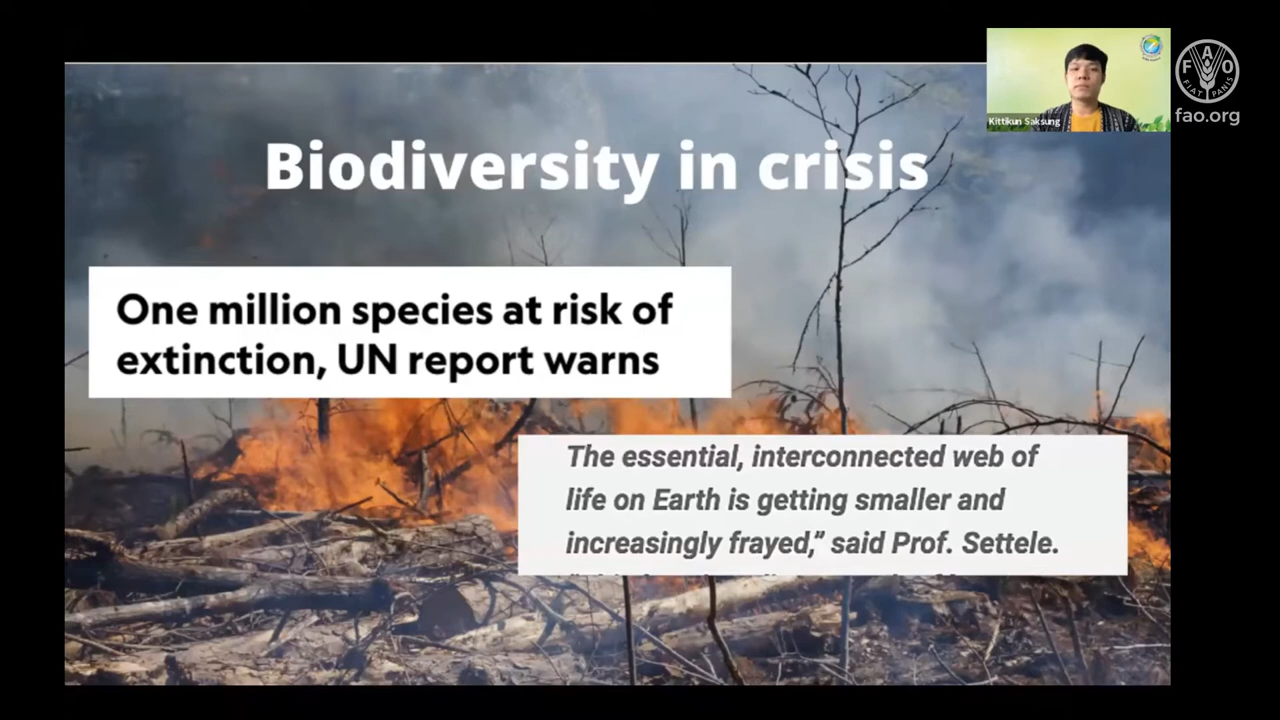 Biodiversity in crisis
One million species at risk of
extinction, UN report warns
The essential, interconnected web of
life on Earth is getting smaller and
increasingly frayed,” said Prof. Settele.
Kittikun Saksung
F A O
FIAT PANIS
fao.org